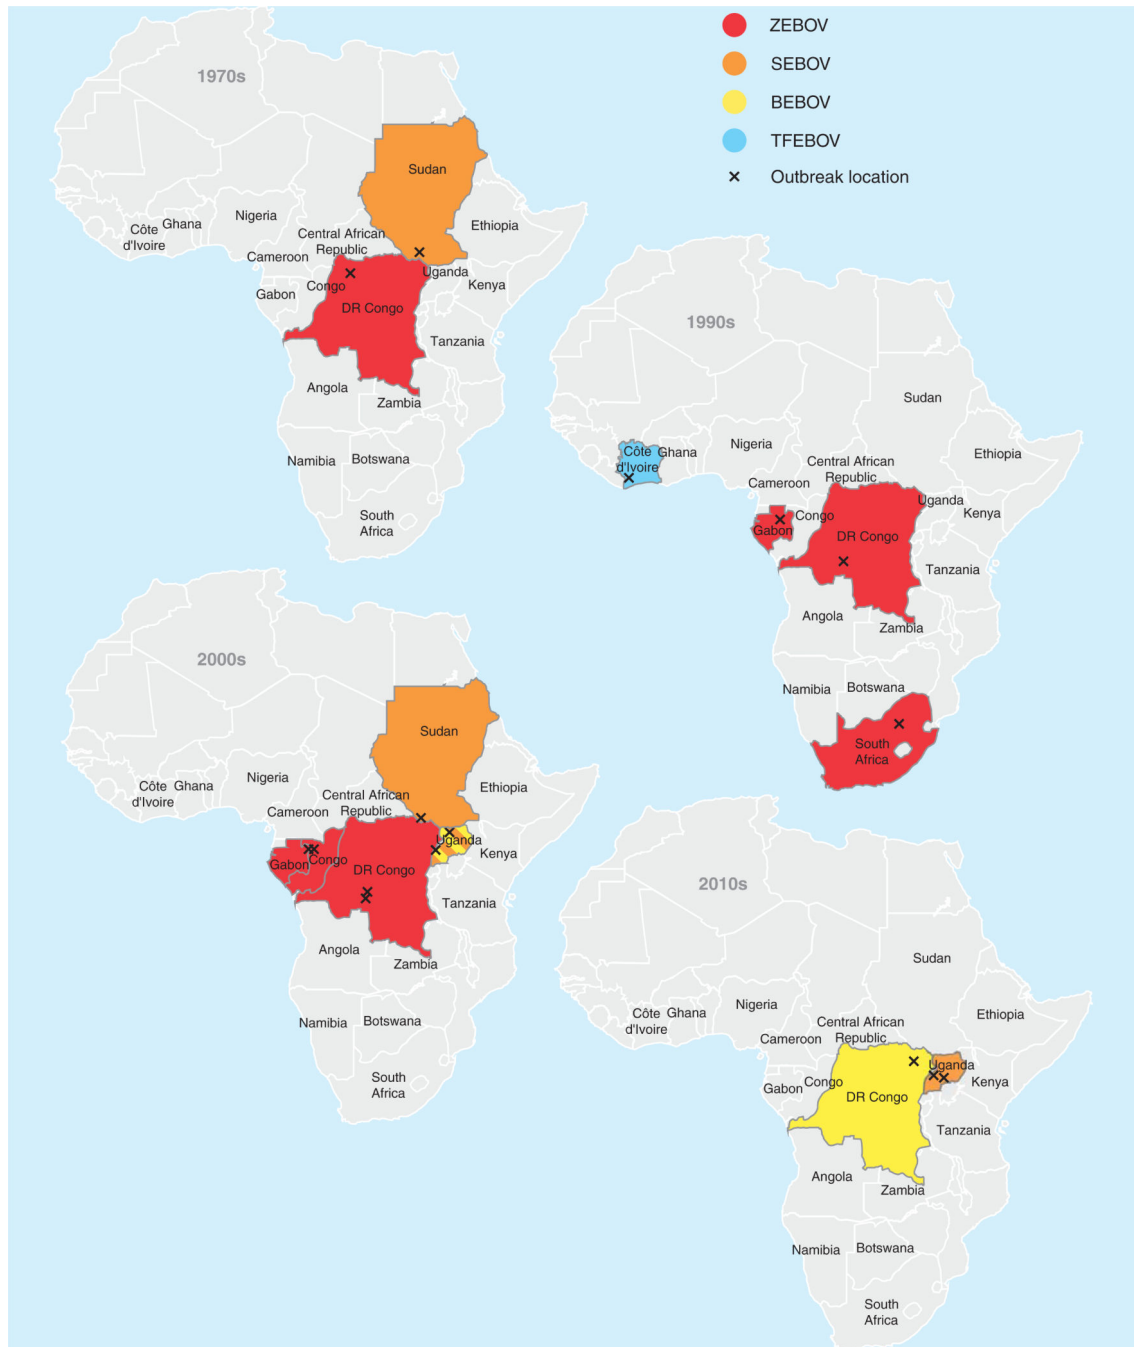 ZEBOV
SEBOV
BEBOV
TFEBOV
× Outbreak location
1970s
Sudan
Nigeria
Ghana
Côte
d'Ivoire
Ethiopia
Central African
Republic
Cameroon
Uganda
Congo
Kenya
Gabon
DR Congo
Tanzania
Angola
Zambia
Namibia
Botswana
South
Africa
1990s
Sudan
Nigeria
Côte
d'Ivoire
Ghana
Ethiopia
Central African
Republic
Cameroon
Uganda
Congo
Kenya
Gabon
DR Congo
Tanzania
Angola
Zambia
Namibia
Botswana
South
Africa
2000s
Sudan
Nigeria
Côte
d'Ivoire
Ghana
Ethiopia
Central African
Republic
Cameroon
Uganda
Congo
Kenya
Gabon
DR Congo
Tanzania
Angola
Zambia
Namibia
Botswana
South
Africa
2010s
Sudan
Nigeria
Côte
d'Ivoire
Ghana
Ethiopia
Central African
Republic
Cameroon
Uganda
Congo
Kenya
Gabon
DR Congo
Tanzania
Angola
Zambia
Namibia
Botswana
South
Africa